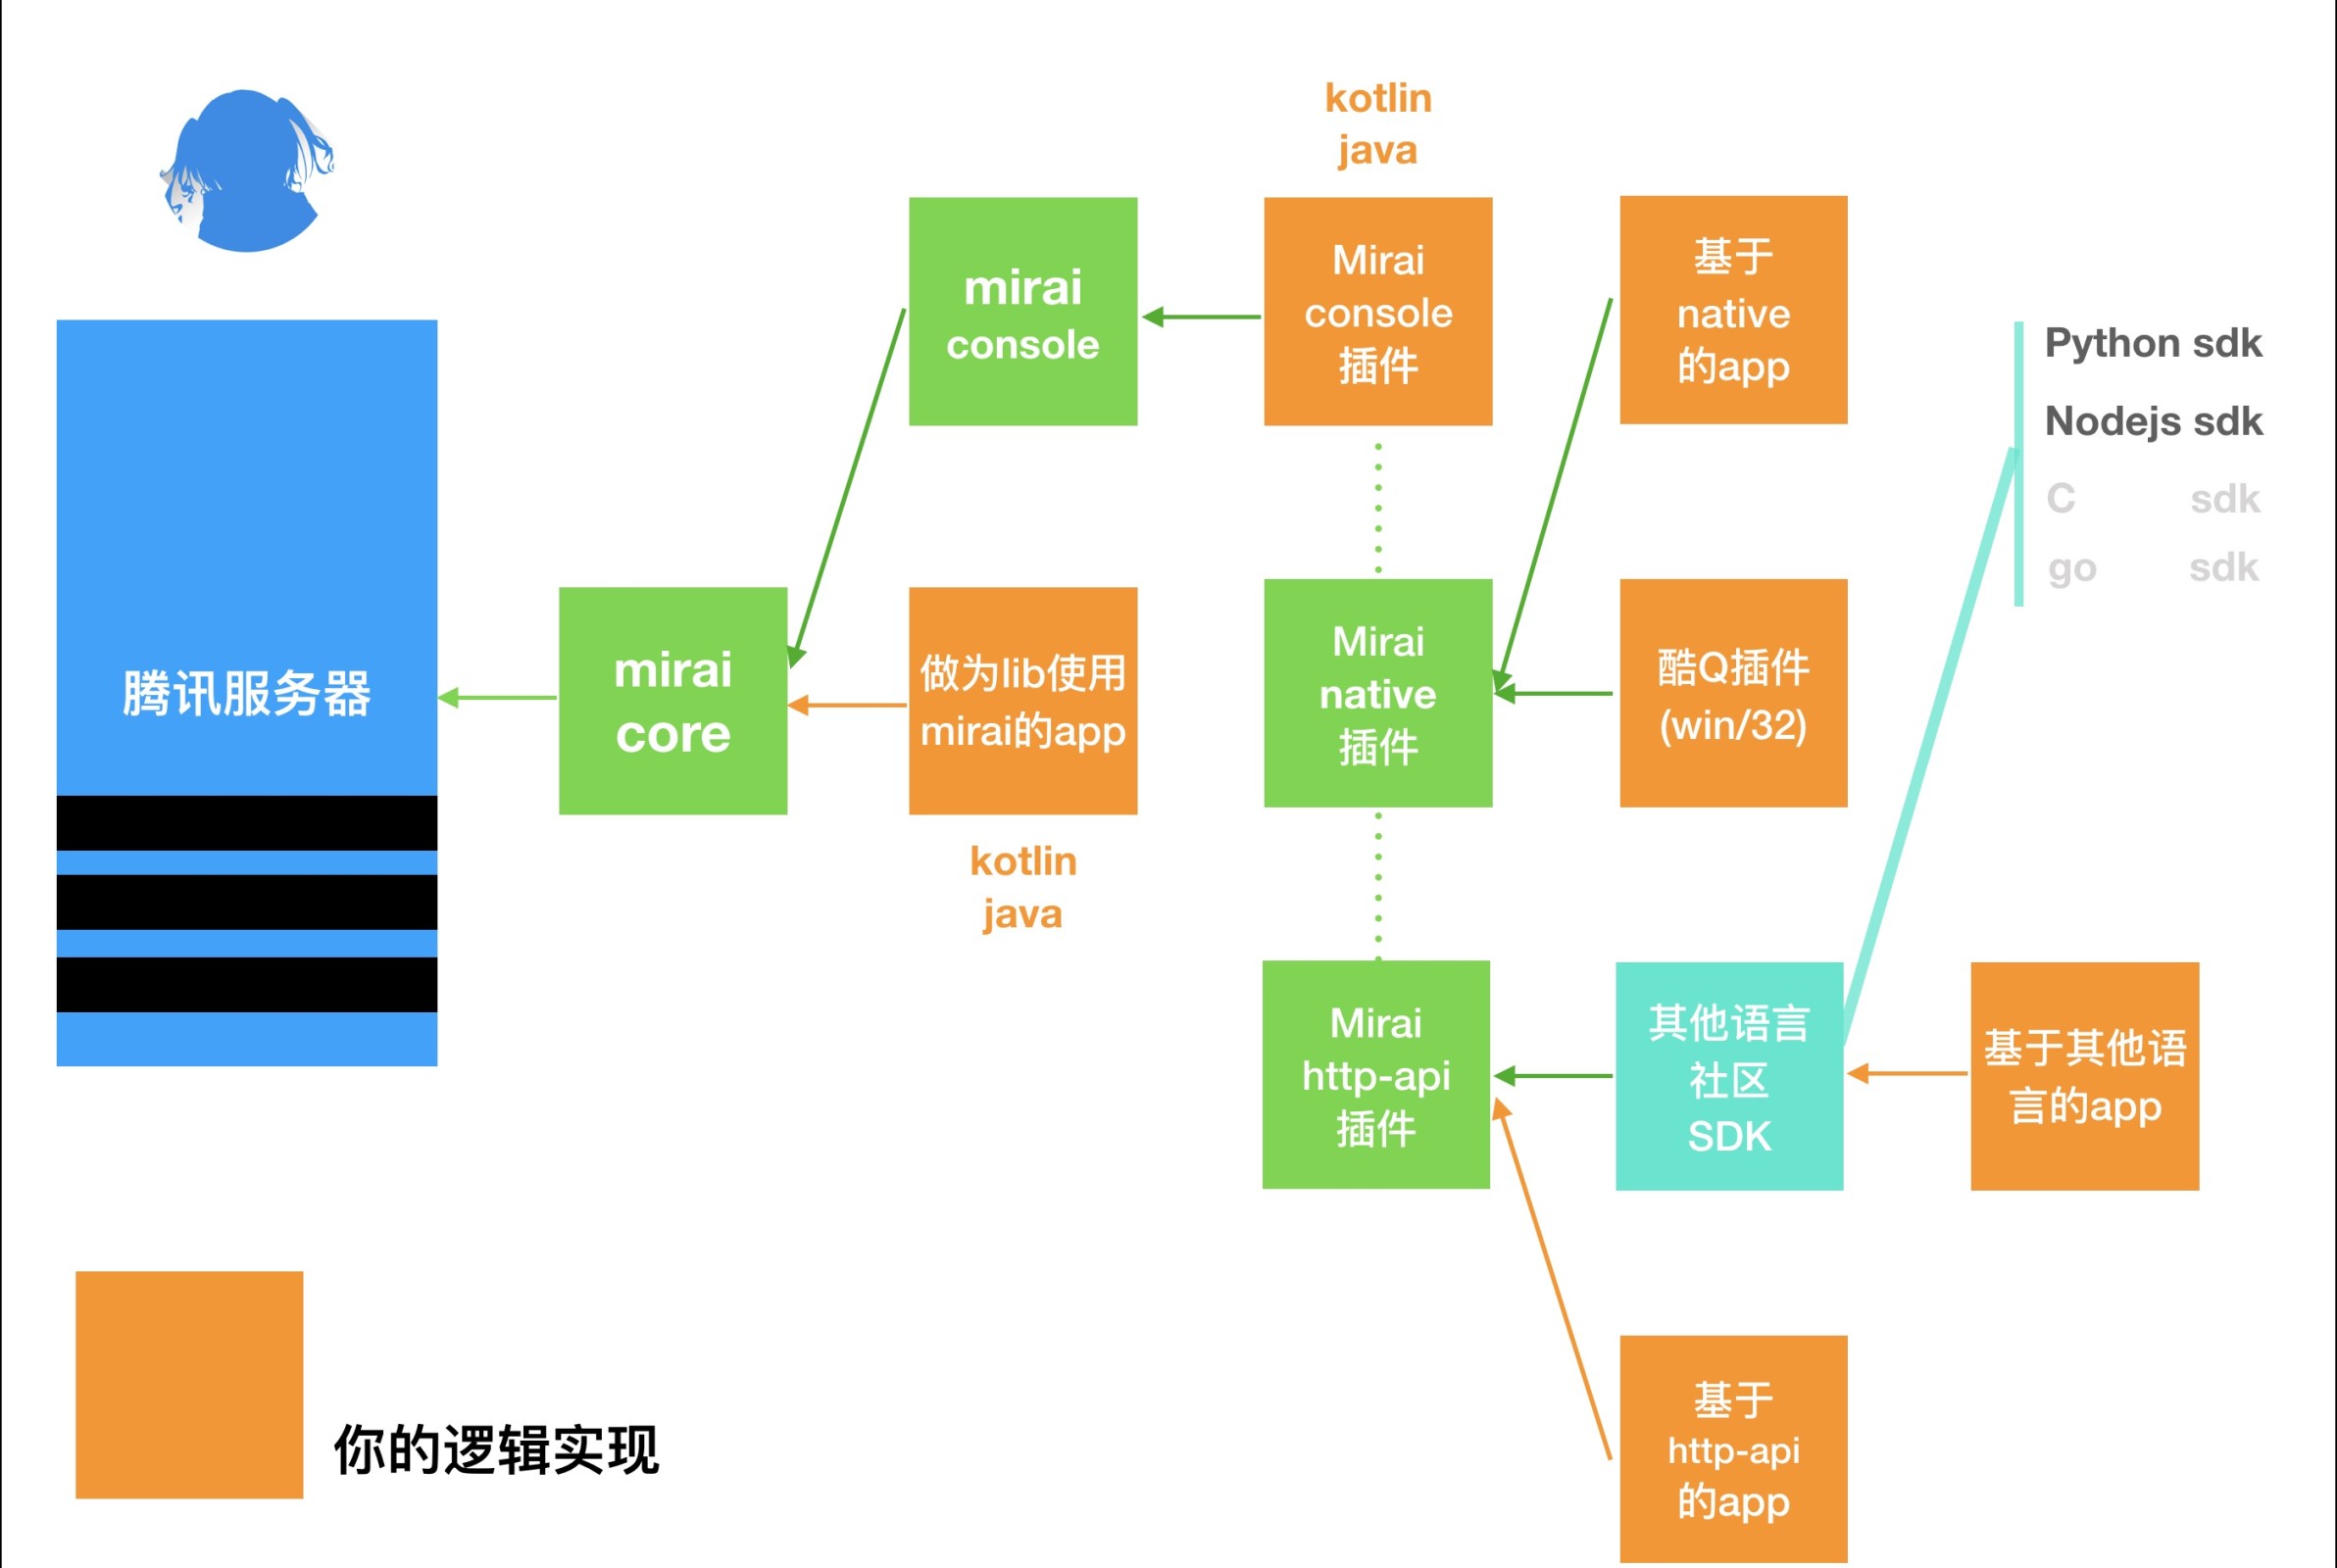 kotlin
java
mirai
console
Mirai
console
插件
基于
native
的app
Python sdk
Nodejs sdk
C sdk
go sdk
腾讯服务器
mirai
core
做为lib使用
mirai的app
kotlin
java
Mirai
native
插件
酷Q插件
(win/32)
Mirai
http-api
插件
其他语言
社区
SDK
基于其他语
言的app
基于
http-api
的app
你的逻辑实现